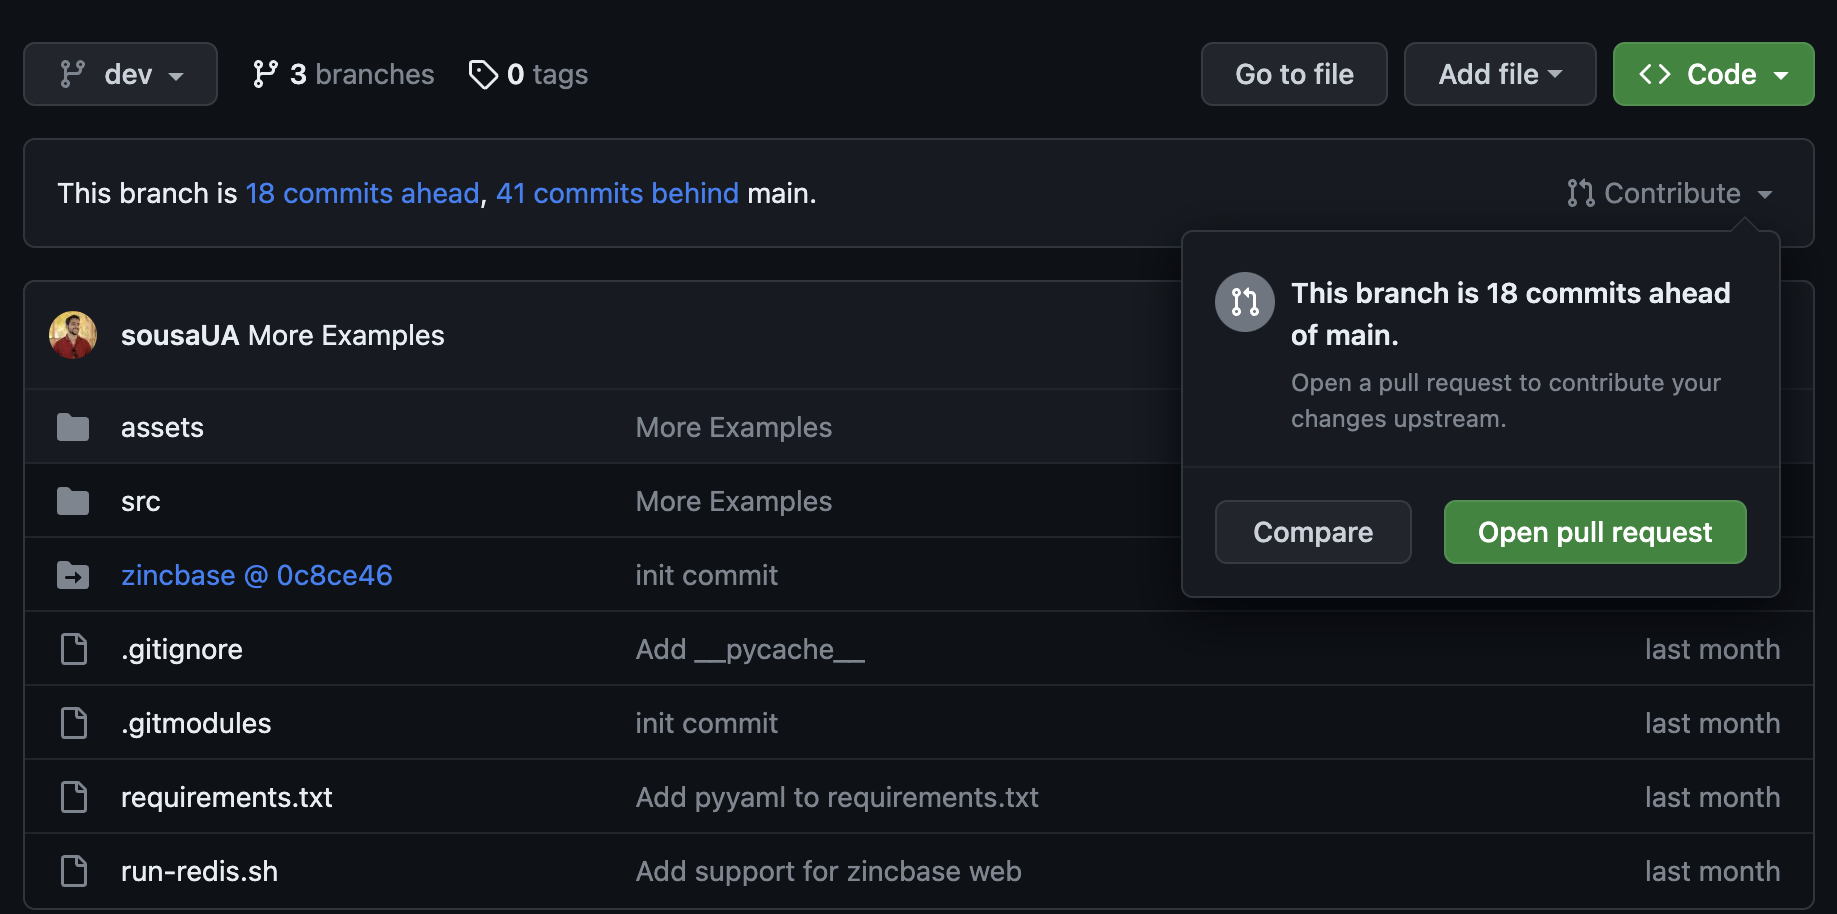 dev 3 branches 0 tags Go to file Add file <> Code
This branch is 18 commits ahead, 41 commits behind main. Contribute
This branch is 18 commits ahead
of main.
Open a pull request to contribute your
changes upstream.
Compare Open pull request
sousaUA More Examples
assets More Examples
src More Examples
zincbase @ 0c8ce46 init commit
.gitignore Add __pycache__ last month
.gitmodules init commit last month
requirements.txt Add pyyaml to requirements.txt last month
run-redis.sh Add support for zincbase web last month